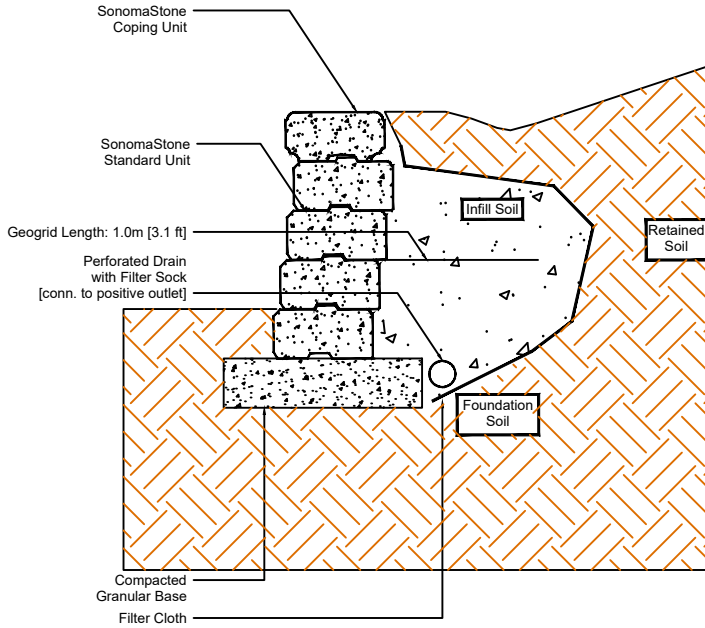 SonomaStone
Coping Unit
SonomaStone
Standard Unit
Infill Soil
Geogrid Length: 1.0m [3.1 ft]
Retained
Soil
Perforated Drain
with Filter Sock
[conn. to positive outlet]
Foundation
Soil
Compacted
Granular Base
Filter Cloth